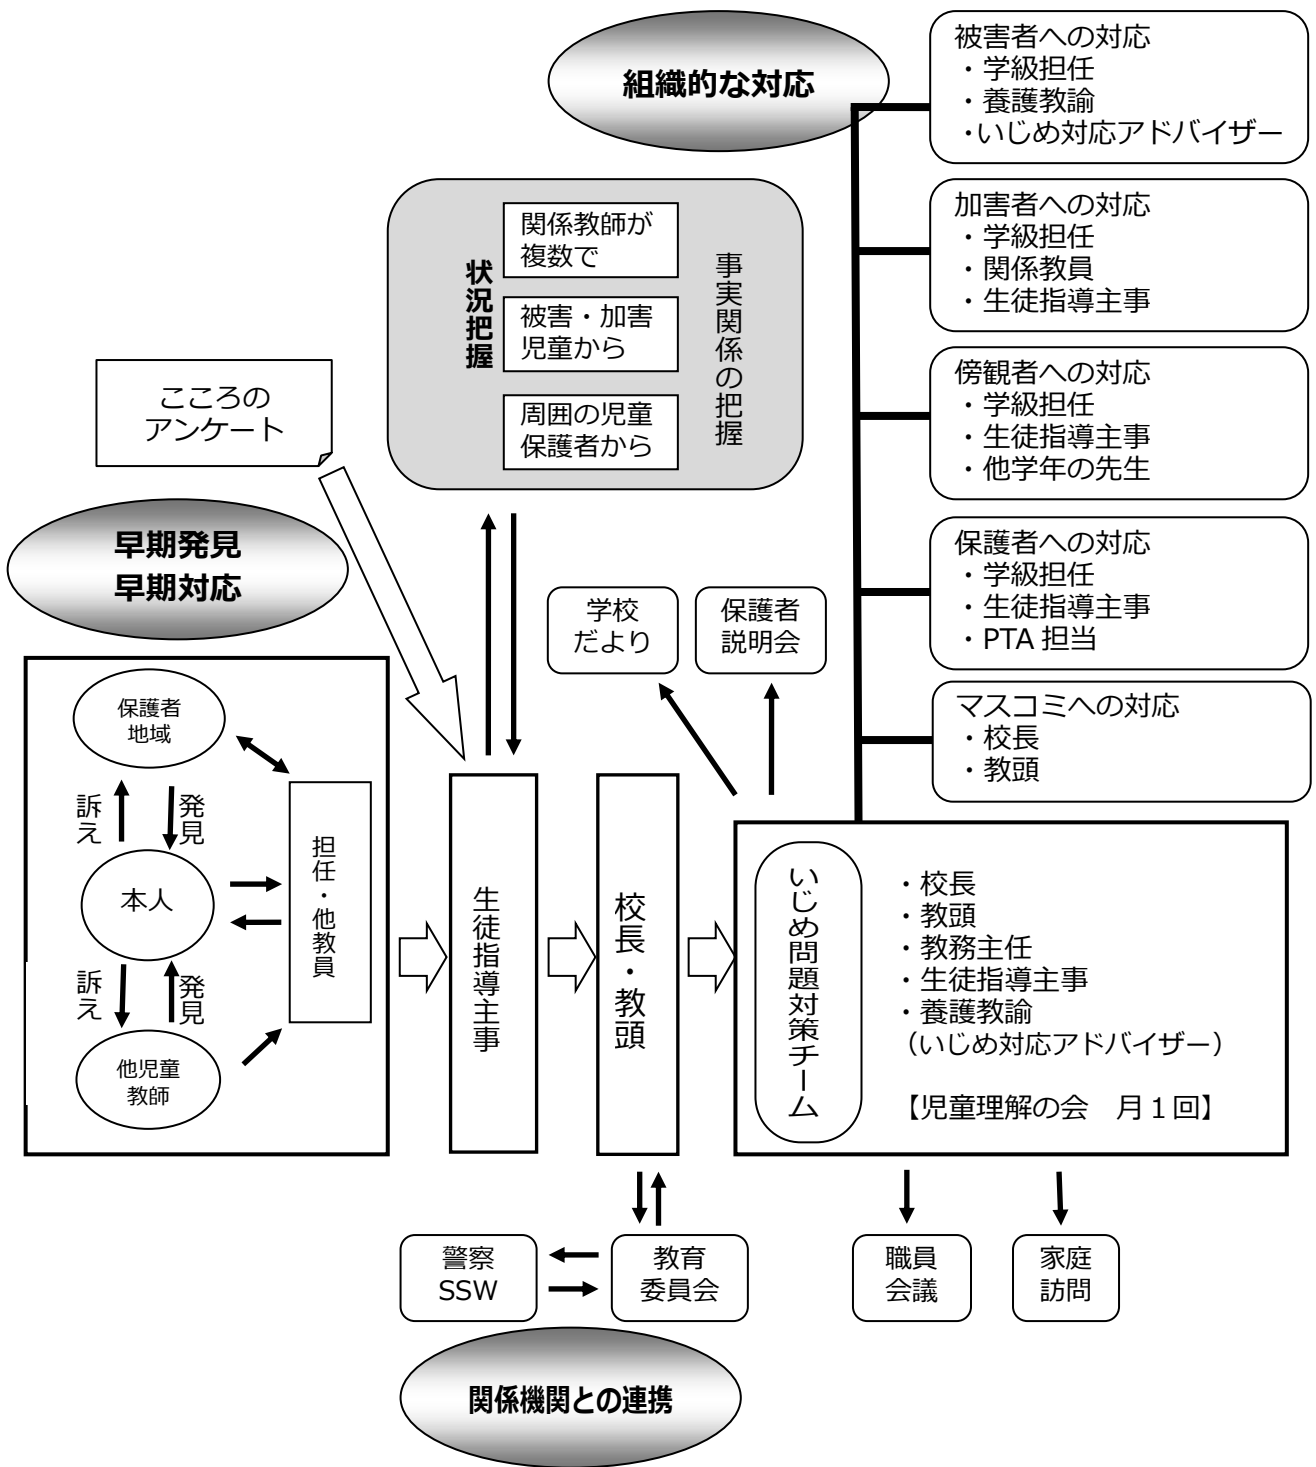 組織的な対応
被害者への対応
・学級担任
・養護教諭
・いじめ対応アドバイザー
加害者への対応
・学級担任
・関係教員
・生徒指導主事
傍観者への対応
・学級担任
・生徒指導主事
・他学年の先生
保護者への対応
・学級担任
・生徒指導主事
・PTA 担当
マスコミへの対応
・校長
・教頭
状況把握
関係教師が
複数で
被害・加害
児童から
周囲の児童
保護者から
事実関係の把握
こころの
アンケート
早期発見
早期対応
学校
だより
保護者
説明会
保護者
地域
訴え
発見
本人
訴え
発見
他児童
教師
担任・他教員
生徒指導主事
校長・教頭
いじめ問題対策チーム
・校長
・教頭
・教務主任
・生徒指導主事
・養護教諭
（いじめ対応アドバイザー）
【児童理解の会　月１回】
警察
SSW
教育
委員会
職員
会議
家庭
訪問
関係機関との連携